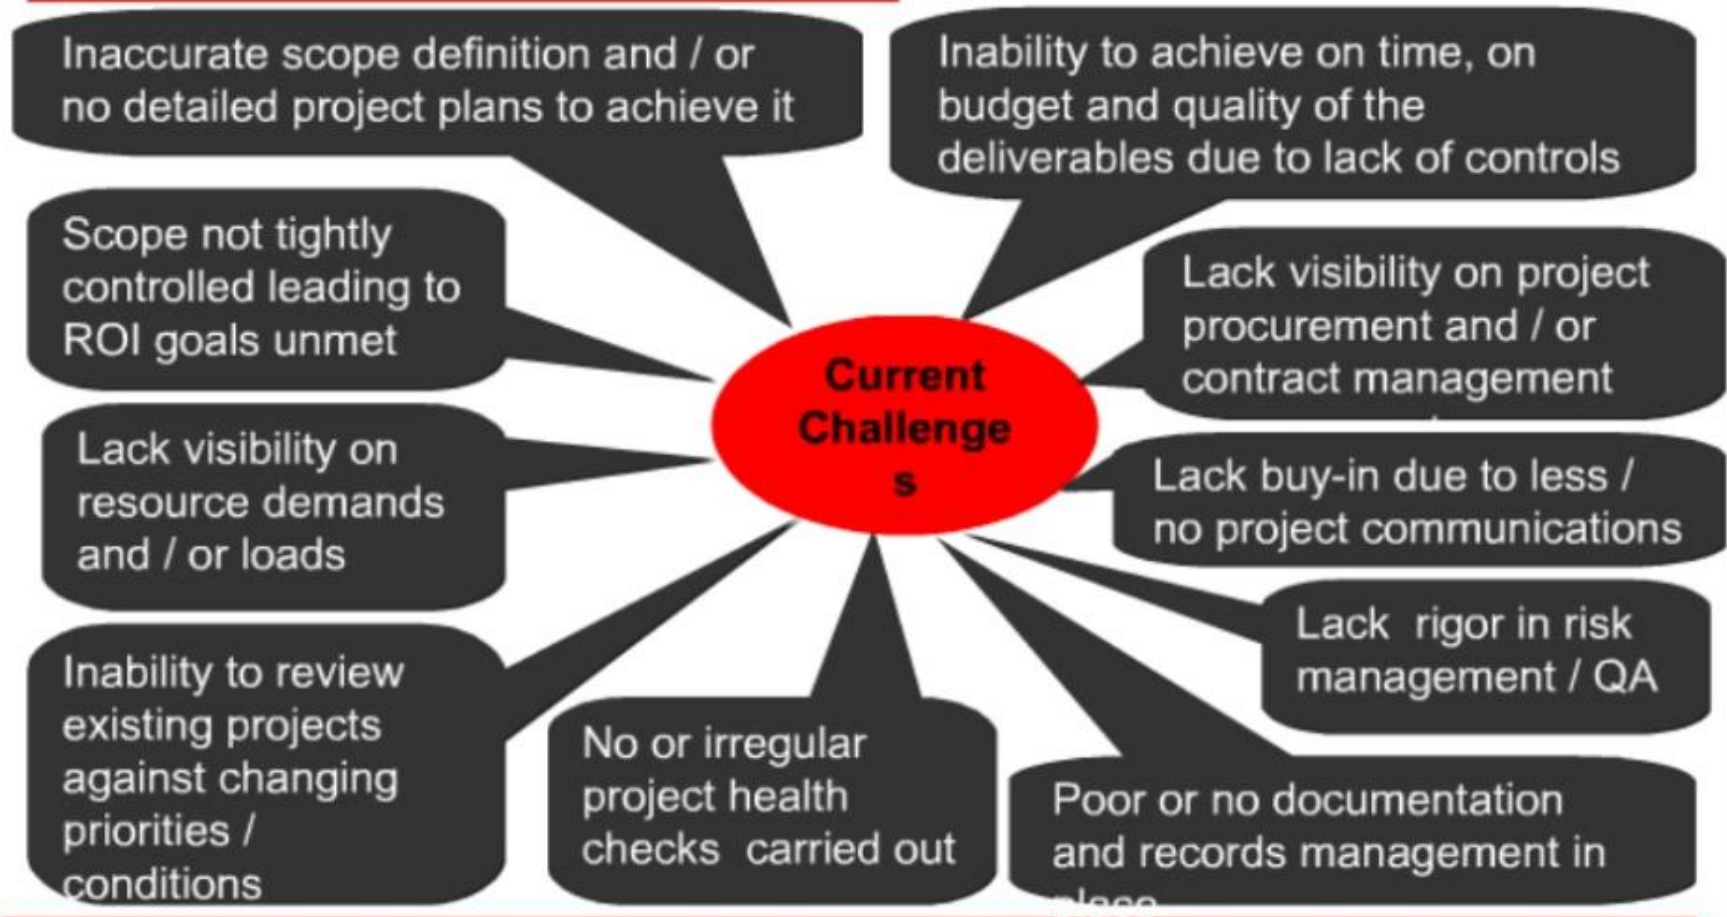 Inaccurate scope definition and / or
no detailed project plans to achieve it
Inability to achieve on time, on
budget and quality of the
deliverables due to lack of controls
Scope not tightly
controlled leading to
ROI goals unmet
Lack visibility on project
procurement and / or
contract management
Current
Challenge
s
Lack visibility on
resource demands
and / or loads
Lack buy-in due to less /
no project communications
Lack  rigor in risk
management / QA
Inability to review
existing projects
against changing
priorities /
conditions
No or irregular
project health
checks  carried out
Poor or no documentation
and records management in
place